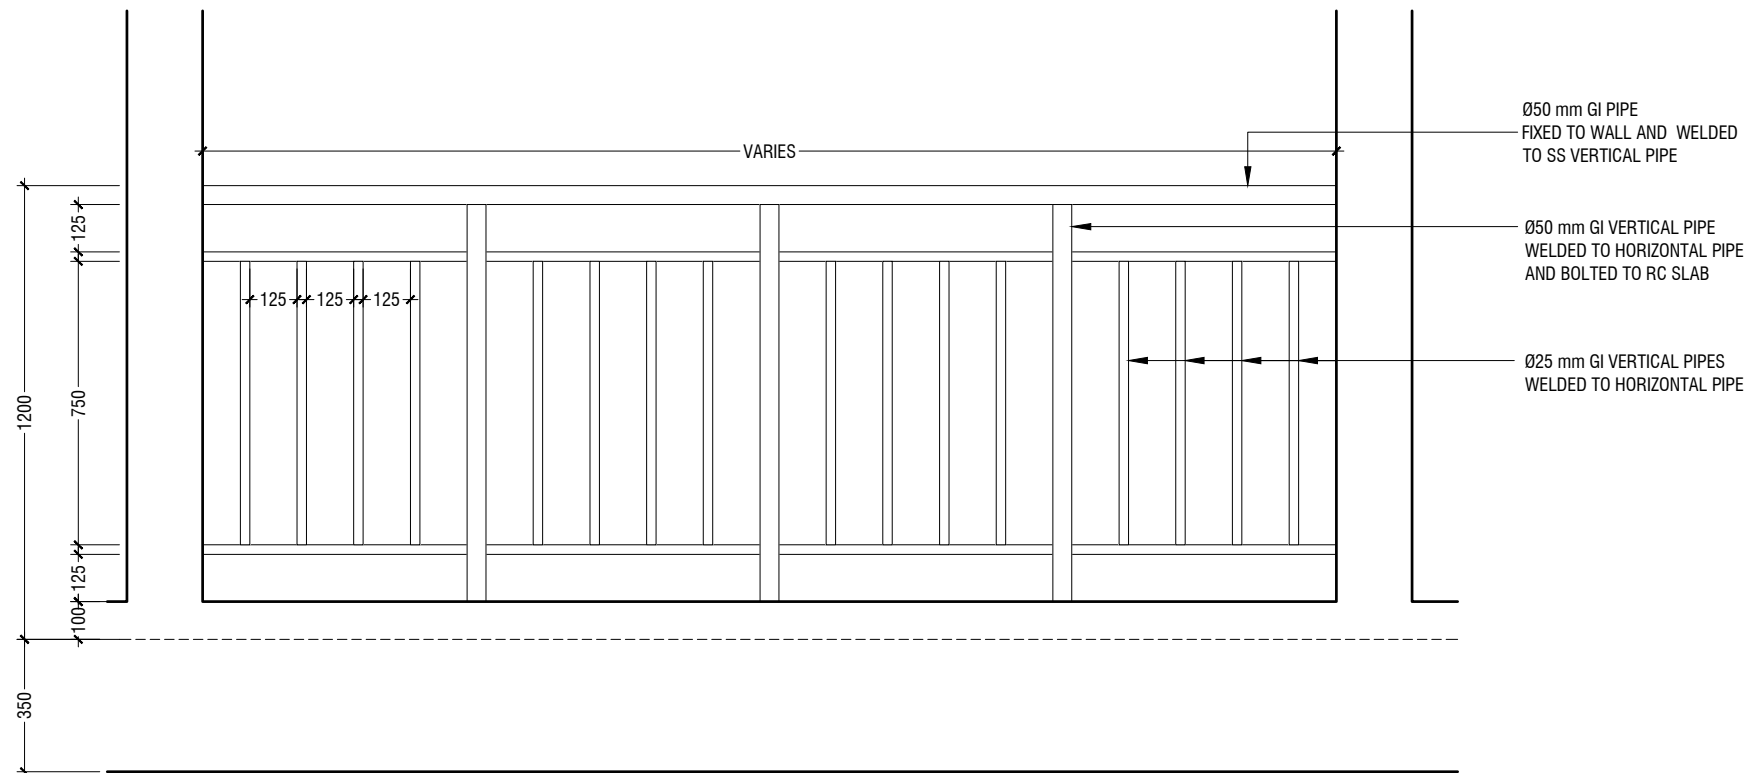 Ø50 mm GI PIPE
FIXED TO WALL AND WELDED
TO SS VERTICAL PIPE
VARIES
125
Ø50 mm GI VERTICAL PIPE
WELDED TO HORIZONTAL PIPE
AND BOLTED TO RC SLAB
125
125
125
Ø25 mm GI VERTICAL PIPES
WELDED TO HORIZONTAL PIPE
1200
750
125
100
350